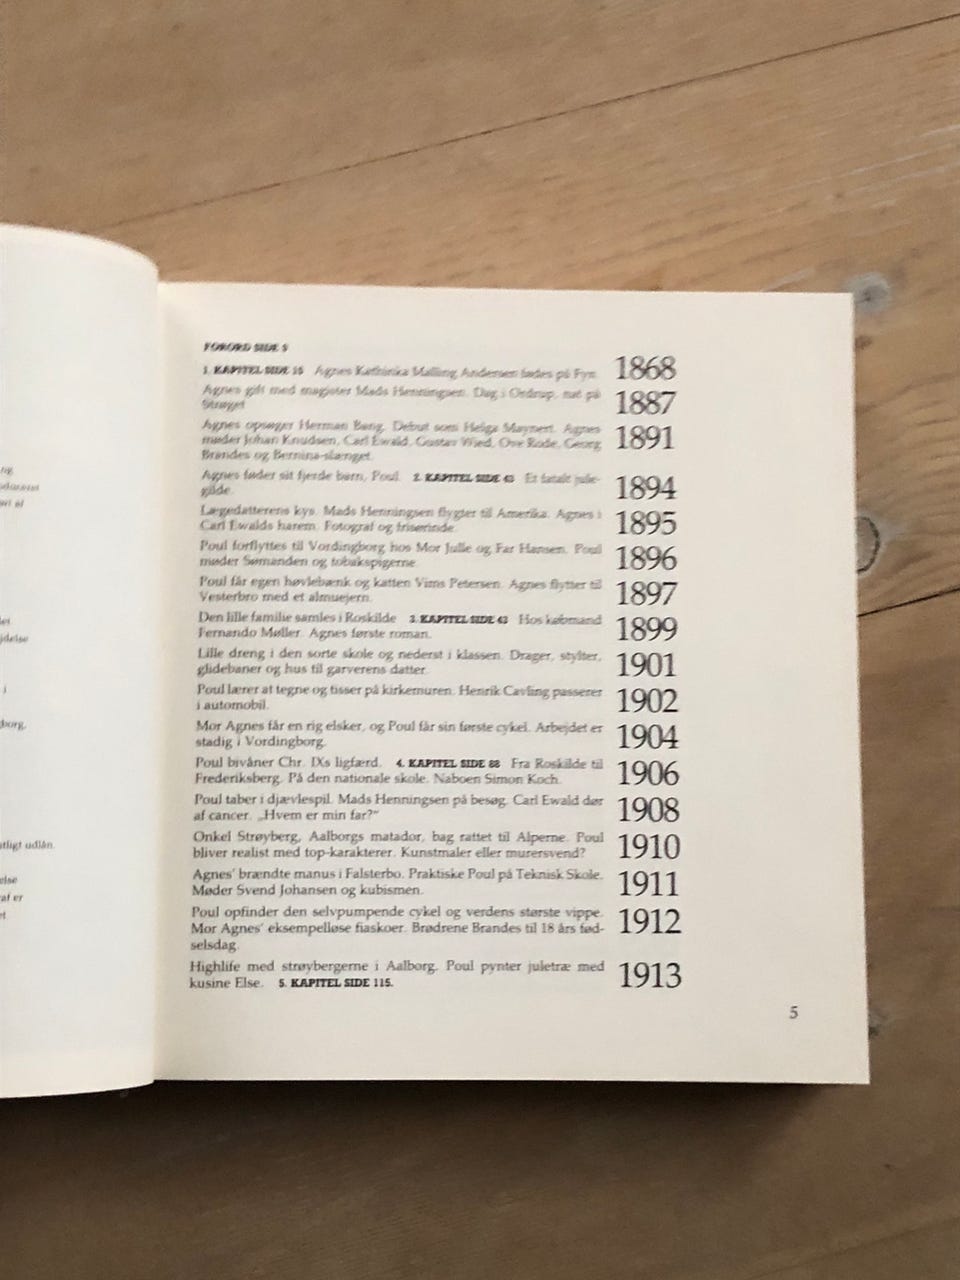 FORORD SIDE 9
1. KAPITEL SIDE 15 Agnes Kathinka Malling Andersen fødes på Fyn.
1868
Agnes gift med magister Mads Henningsen. Dag i Ordrup, nat på
Strøget
1887
Agnes opsøger Herman Bang. Debut som Helga Maynert. Agnes
møder Johan Knudsen, Carl Ewald, Gustav Wied, Ove Rode, Georg
Brandes og Bernina-slænget.
1891
Agnes føder sit fjerde barn, Poul. 2. KAPITEL SIDE Et fatalt jule-
gilde.
1894
Lægedatterens kys. Mads Henningsen flygter til Amerika. Agnes i
Carl Ewalds harem. Fotograf og friserinde.
1895
Poul forflyttes til Vordingborg hos Mor Julle og Far Hansen. Poul
møder Sømanden og tobakspigerne.
1896
Poul får egen høvlebænk og katten Vims Petersen. Agnes flytter til
Vesterbro med et almuejern.
1897
Den lille familie samles i Roskilde 3. KAPITEL SIDE 63 Hos købmand
Fernando Møller. Agnes første roman.
1899
Lille dreng i den sorte skole og nederst i klassen. Drager, stylter,
glidebaner og hus til garverens datter.
1901
Poul lærer at tegne og tisser på kirkemuren. Henrik Cavling passerer
i automobil.
1902
Mor Agnes får en rig elsker, og Poul får sin første cykel. Arbejdet er
stadig i Vordingborg.
1904
Poul bivåner Chr. IXs ligfærd. 4. KAPITEL SIDE 88 Fra Roskilde til
Frederiksberg. På den nationale skole. Naboen Simon Koch.
1906
Poul taber i djævlespil. Mads Henningsen på besøg. Carl Ewald dør
af cancer. „Hvem er min far?"
1908
Onkel Strøyberg, Aalborgs matador, bag rattet til Alperne. Poul
bliver realist med top-karakterer. Kunstmaler eller murersvend?
1910
Agnes' brændte manus i Falsterbo. Praktiske Poul på Teknisk Skole.
Møder Svend Johansen og kubismen.
1911
Poul opfinder den selvpumpende cykel og verdens største vippe.
Mor Agnes' eksempelløse fiaskoer. Brødrene Brandes til 18 års fød-
selsdag.
1912
Highlife med strøybergerne i Aalborg. Poul pynter juletræ med
kusine Else. 5. KAPITEL SIDE 115.
1913
5